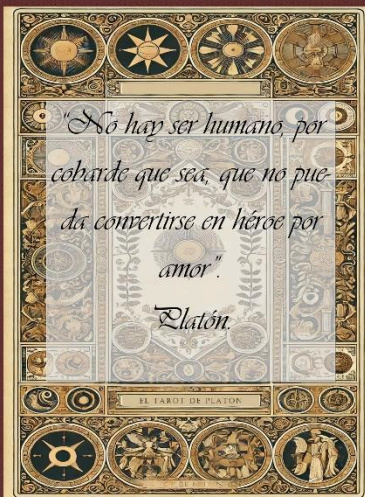 "No hay ser humano, por
cobarde que sea, que no pue-
da convertirse en héroe por
amor".
Platón.
EL TAROT DE PLATON